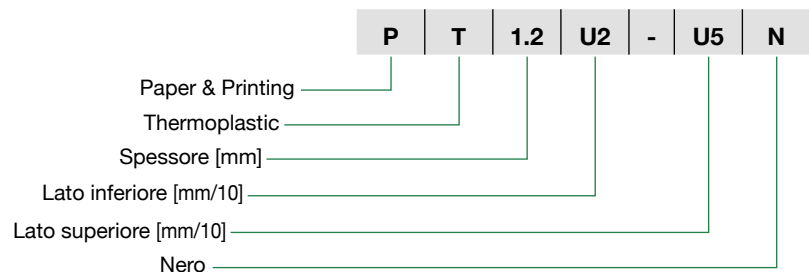 P T 1.2 U2 - U5 N
Paper & Printing
Thermoplastic
Spessore [mm]
Lato inferiore [mm/10]
Lato superiore [mm/10]
Nero